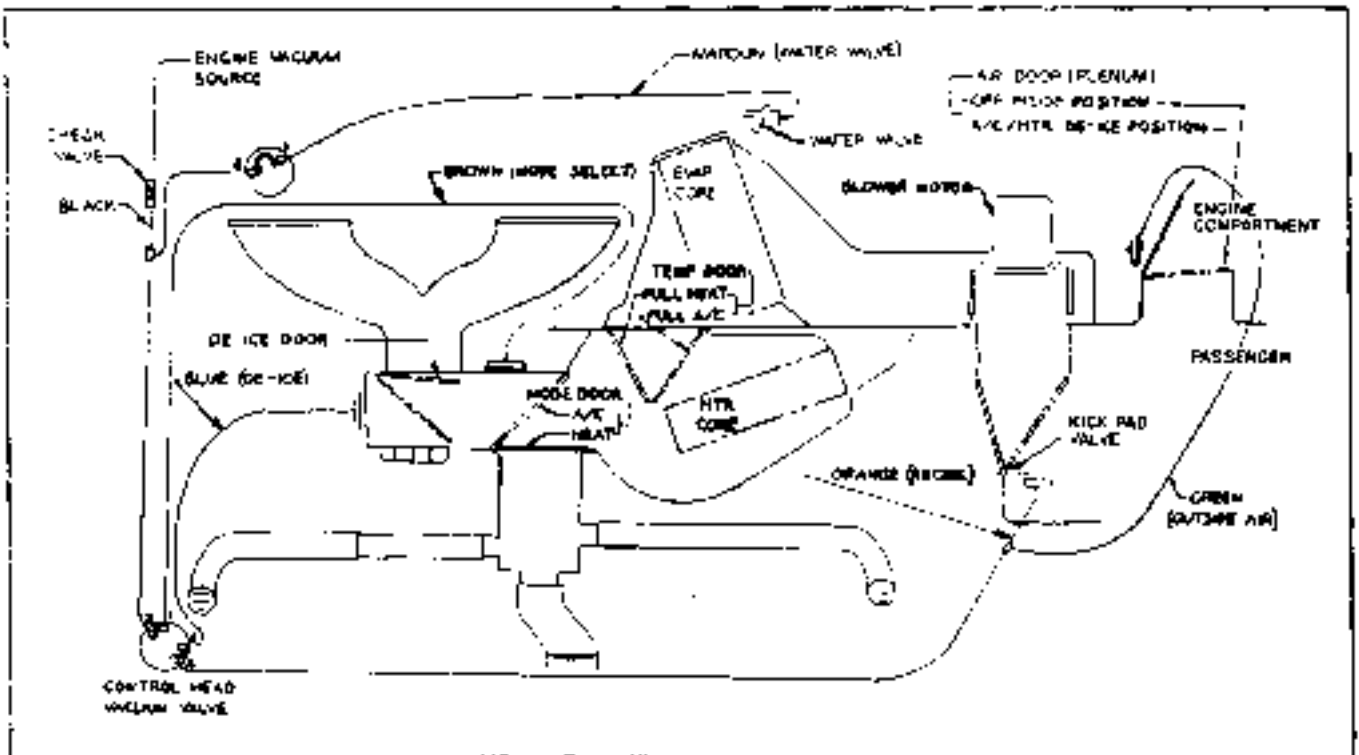 ENGINE VACUUM
SOURCE
MAROON (WATER VALVE)
AIR DOOR (PLENUM)
OFF MODE POSITION
A/C/HTR DE-ICE POSITION
CHECK
VALVE
WATER VALVE
BLACK
BROWN (MODE SELECT)
EVAP
CORE
BLOWER MOTOR
ENGINE
COMPARTMENT
TEMP DOOR
FULL HEAT
FULL A/C
DE ICE DOOR
PASSENGER
BLUE (DE-ICE)
MODE DOOR
A/C
HEAT
HTR
CORE
KICK PAD
VALVE
ORANGE (RECIRC)
GREEN
(OUTSIDE AIR)
CONTROL HEAD
VACUUM VALVE